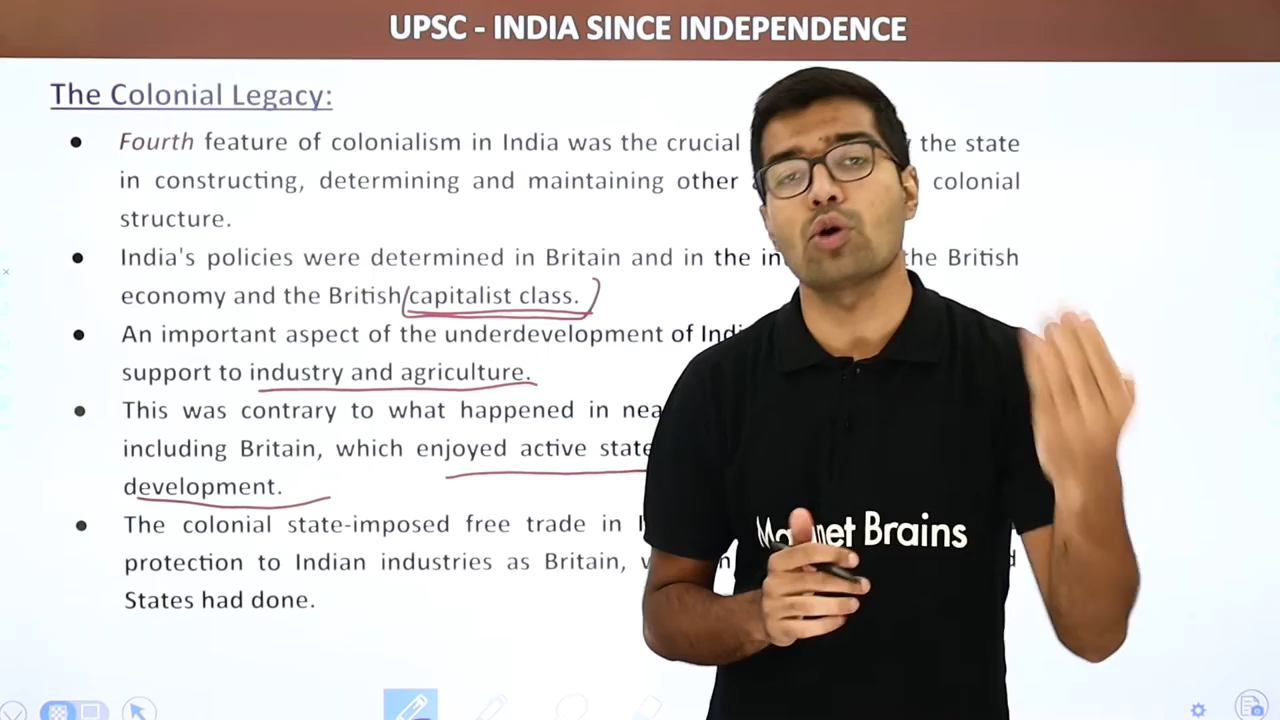 UPSC - INDIA SINCE INDEPENDENCE
The Colonial Legacy:
Fourth feature of colonialism in India was the crucial the state
in constructing, determining and maintaining other colonial
structure.
India's policies were determined in Britain and in the the British
economy and the British capitalist class.
An important aspect of the underdevelopment of
support to industry and agriculture.
This was contrary to what happened in
including Britain, which enjoyed active state
development.
The colonial state-imposed free trade in
protection to Indian industries as Britain,
States had done.
Brains